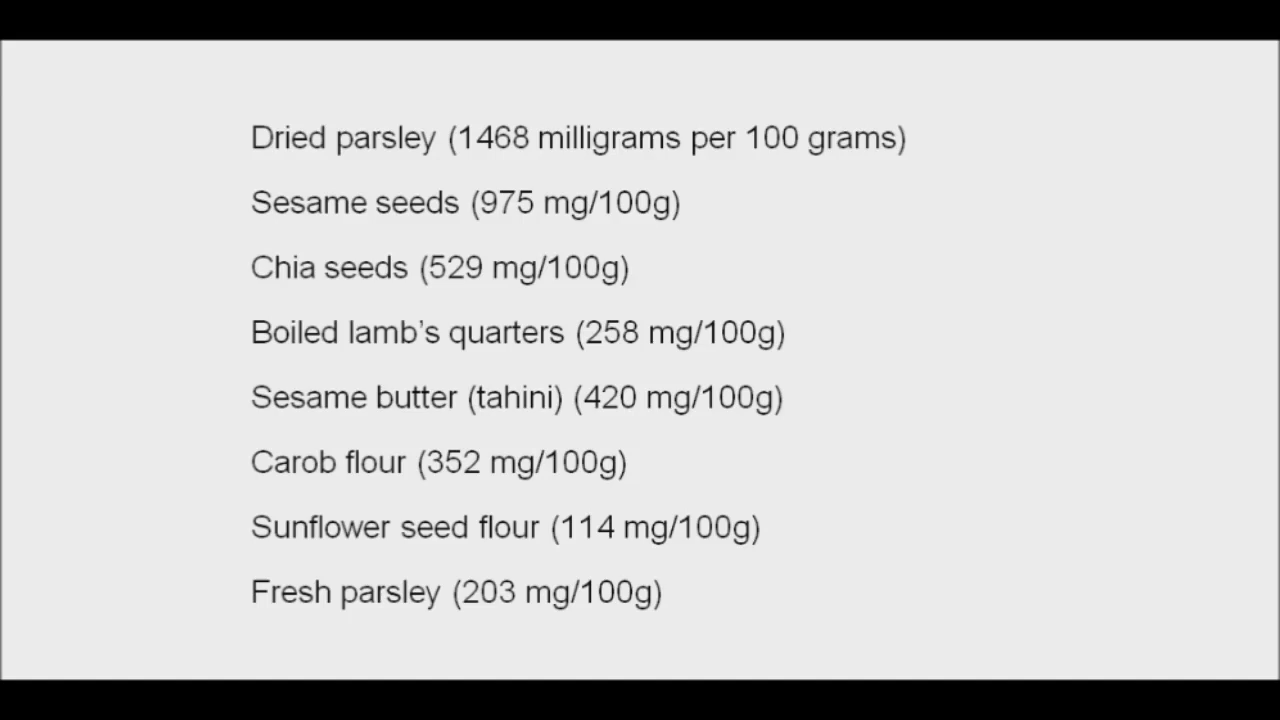 Dried parsley (1468 milligrams per 100 grams)
Sesame seeds (975 mg/100g)
Chia seeds (529 mg/100g)
Boiled lamb’s quarters (258 mg/100g)
Sesame butter (tahini) (420 mg/100g)
Carob flour (352 mg/100g)
Sunflower seed flour (114 mg/100g)
Fresh parsley (203 mg/100g)